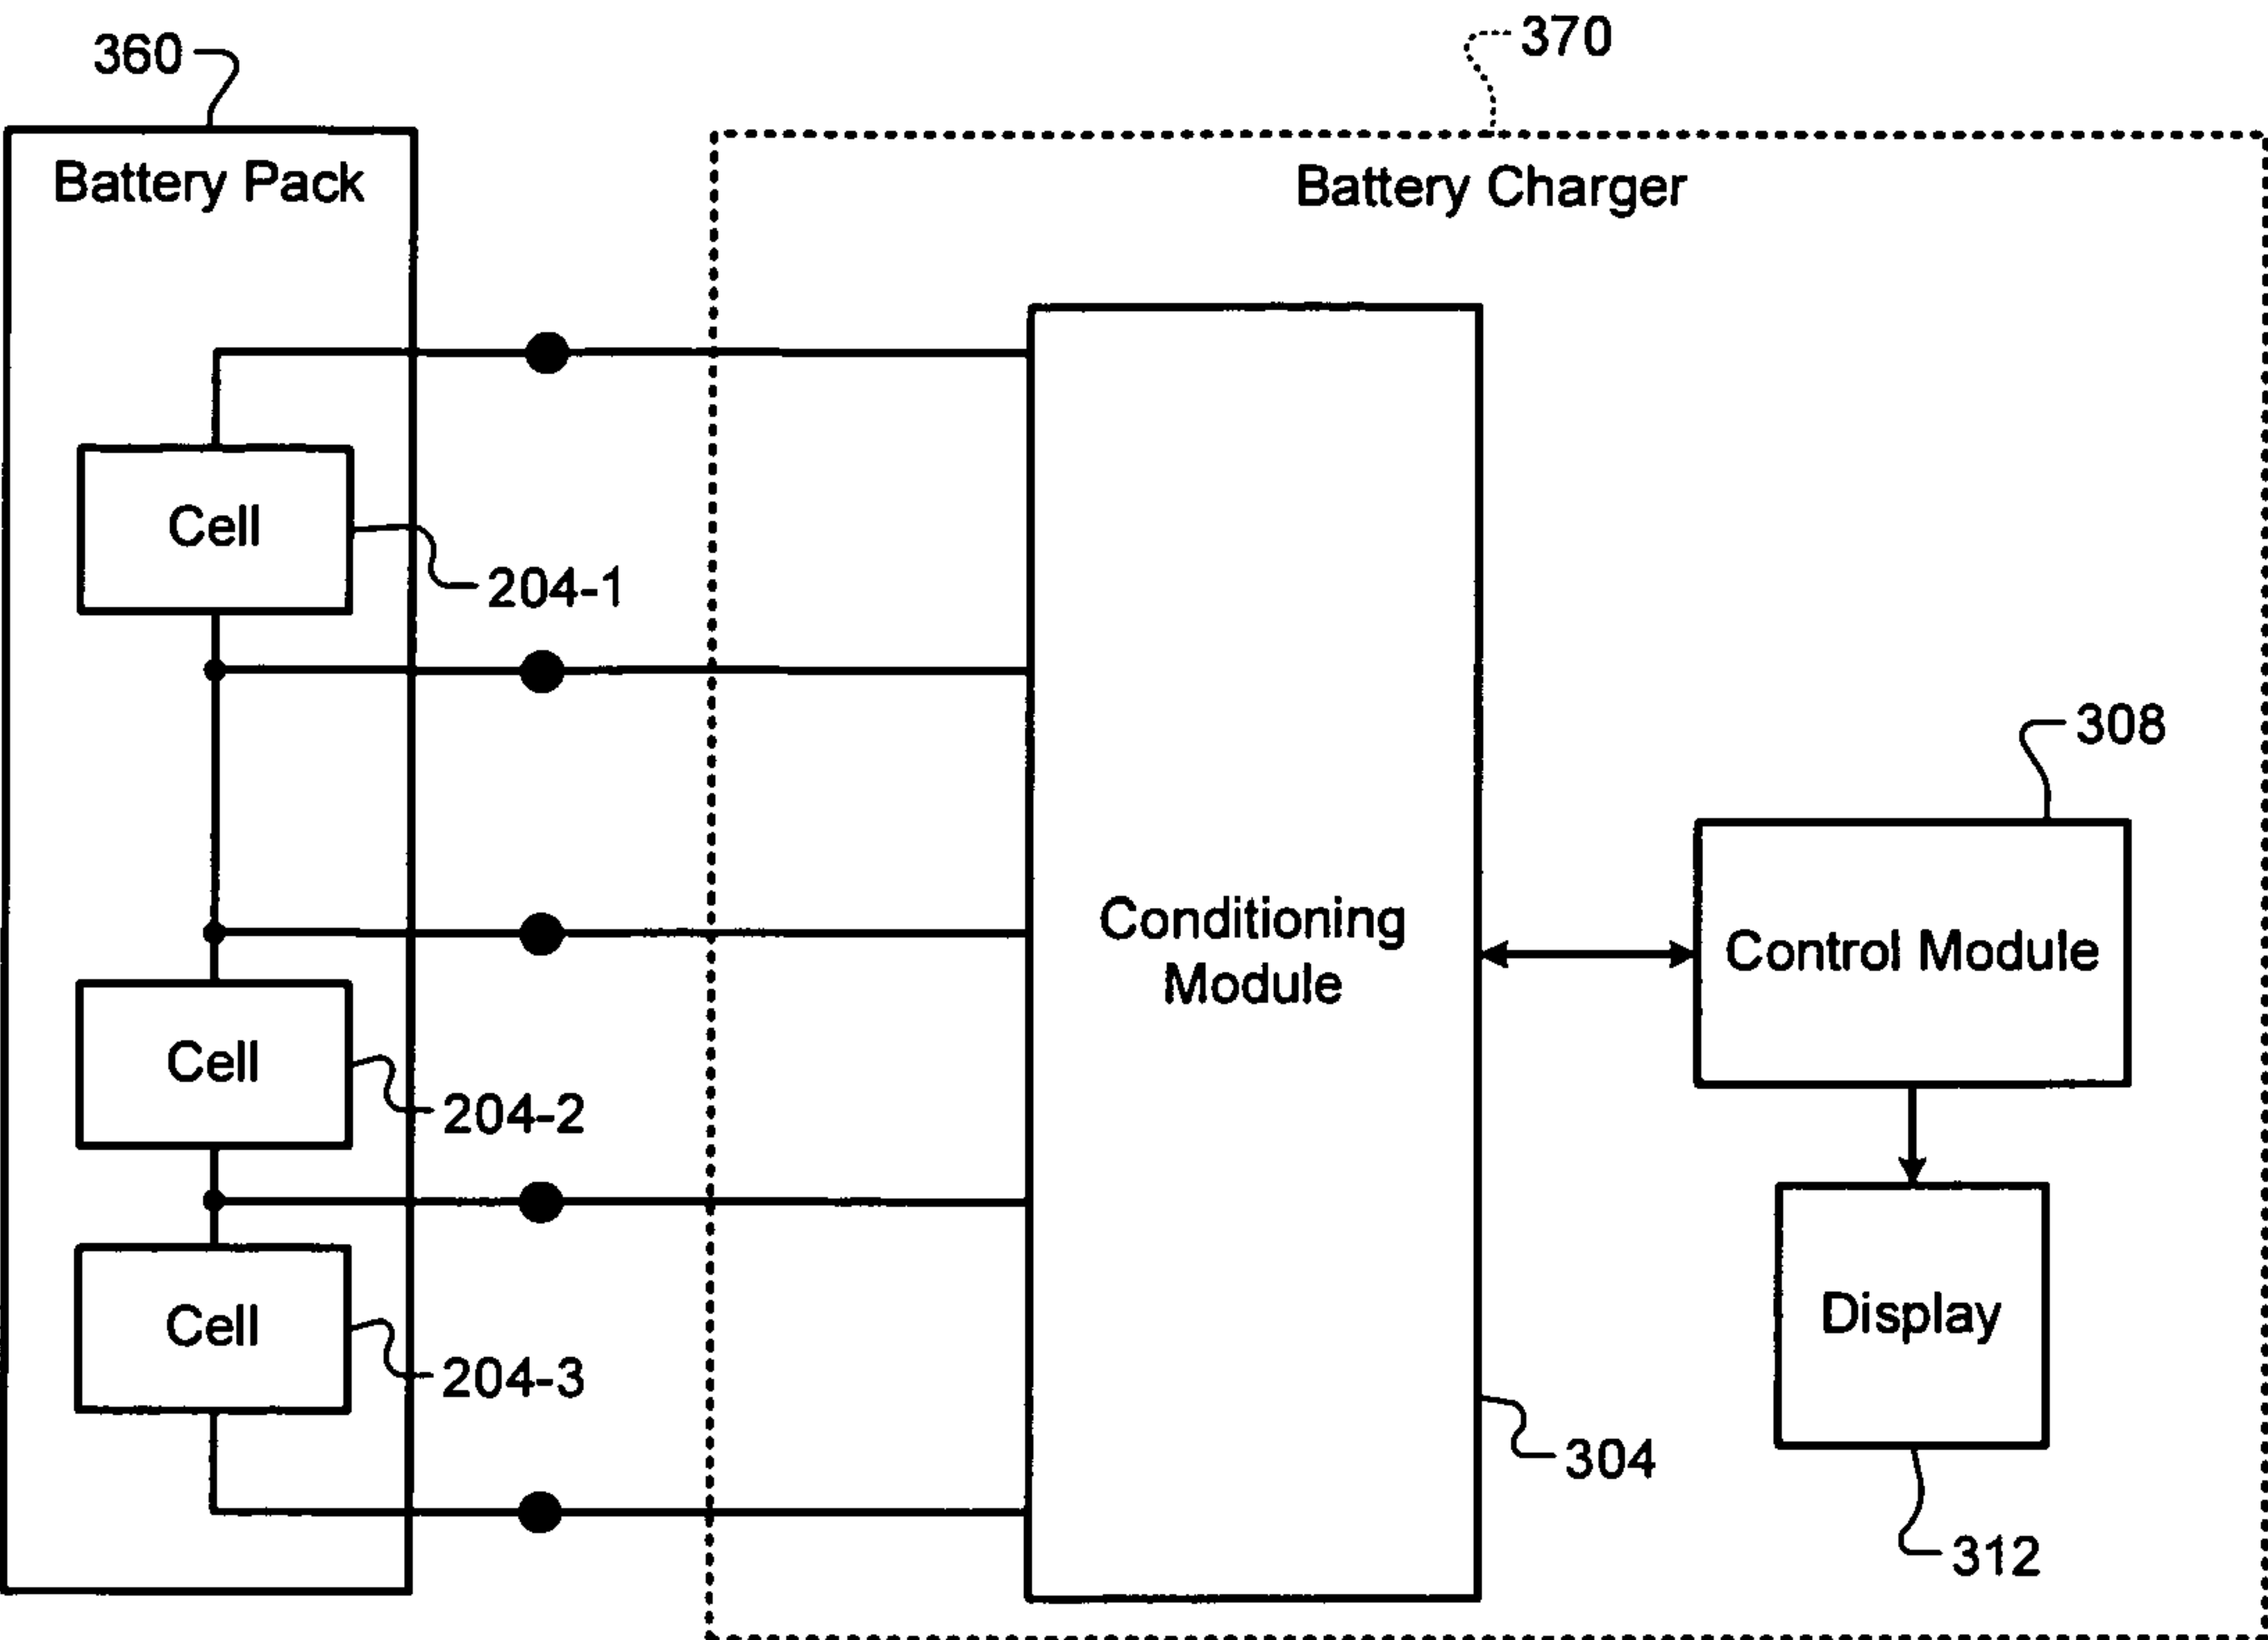 360
370
Battery Pack
Battery Charger
Cell
204-1
308
Conditioning
Module
Control Module
Cell
204-2
Display
Cell
204-3
304
312